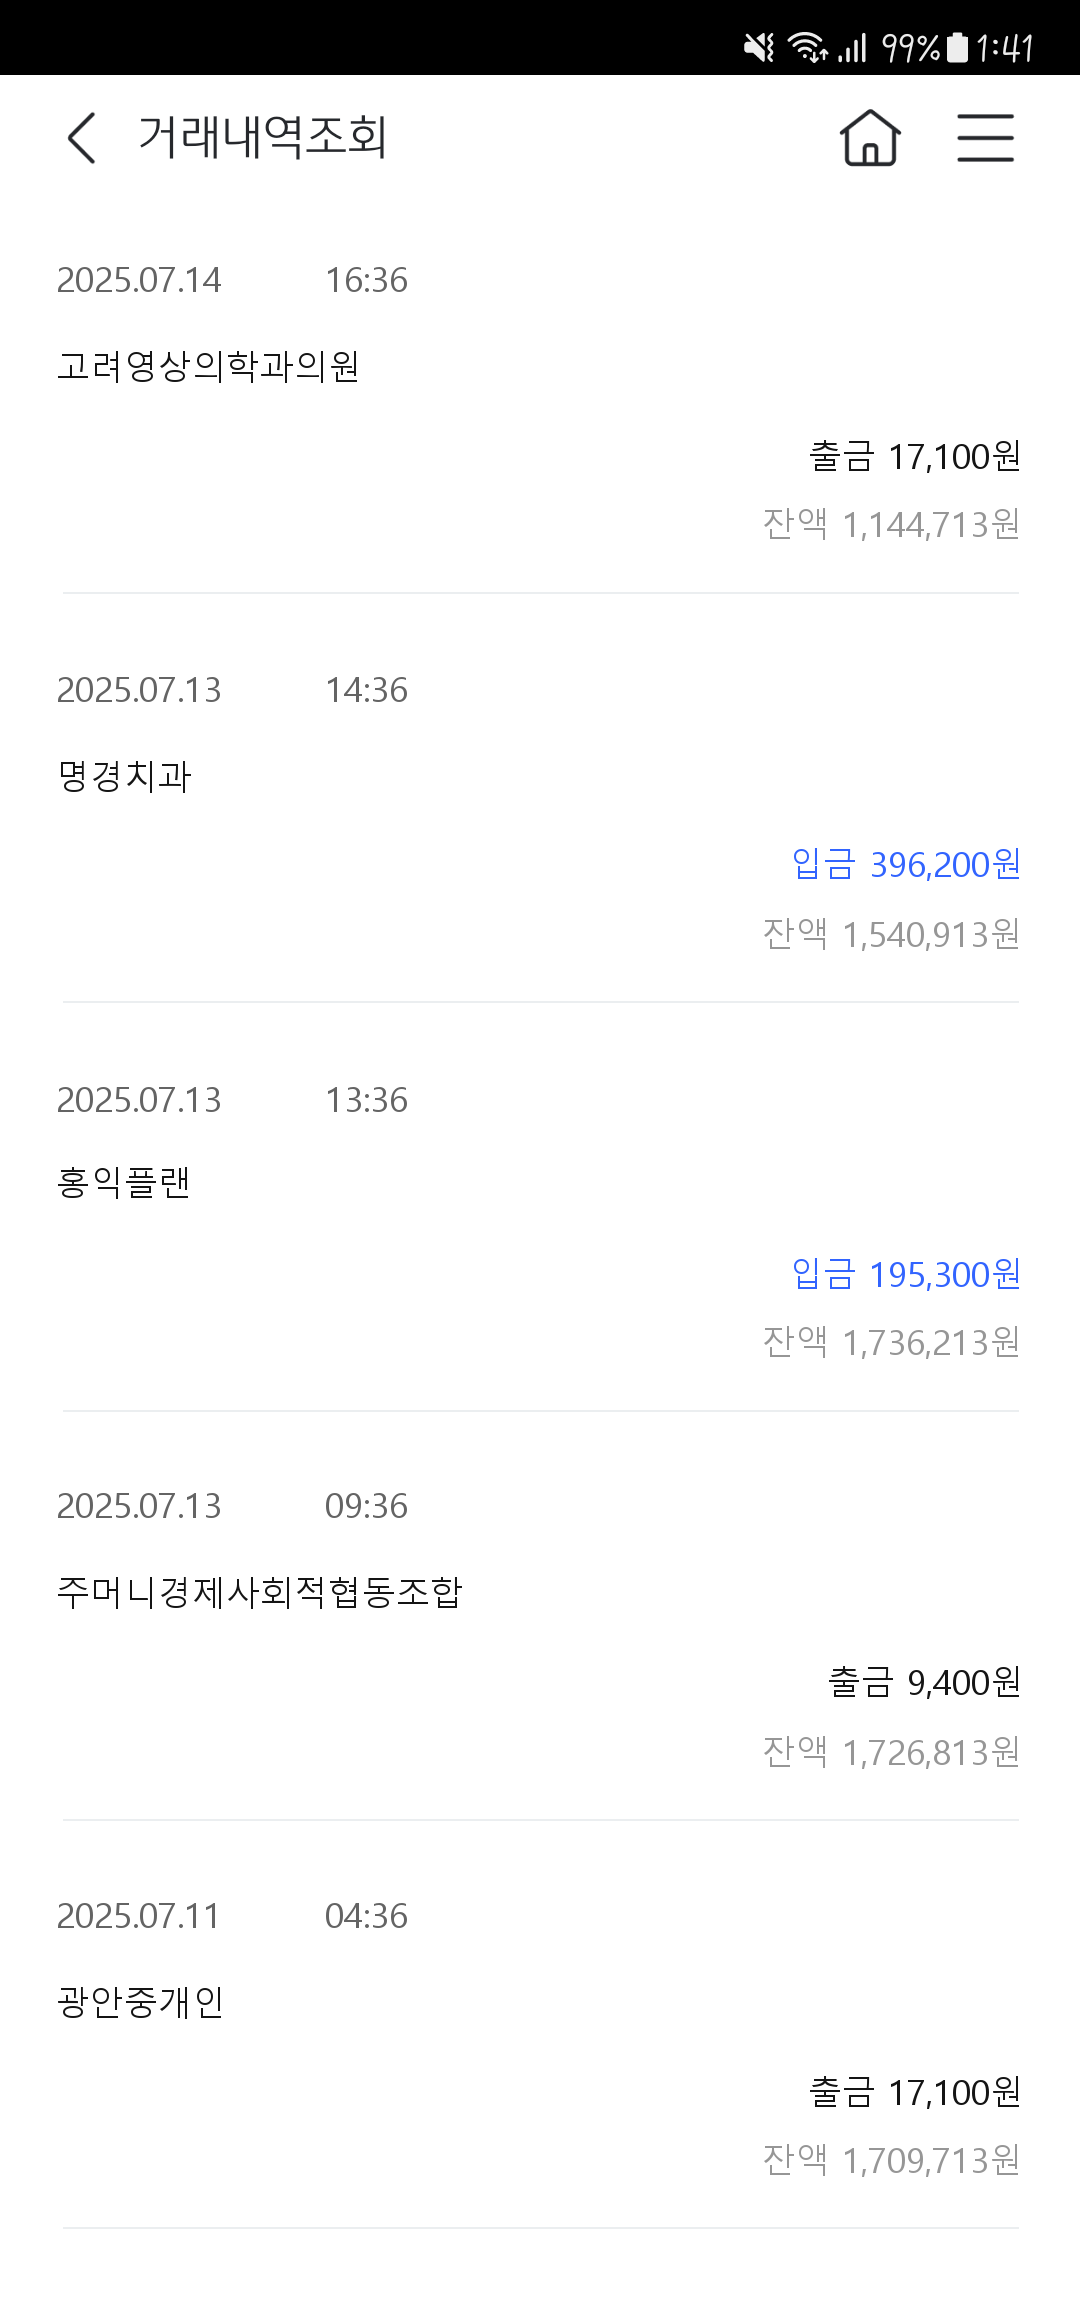 99% 1:41
거래내역조회
2025.07.14 16:36
고려영상의학과의원
출금 17,100원
잔액 1,144,713원
2025.07.13 14:36
명경치과
입금 396,200원
잔액 1,540,913원
2025.07.13 13:36
홍익플랜
입금 195,300원
잔액 1,736,213원
2025.07.13 09:36
주머니경제사회적협동조합
출금 9,400원
잔액 1,726,813원
2025.07.11 04:36
광안중개인
출금 17,100원
잔액 1,709,713원